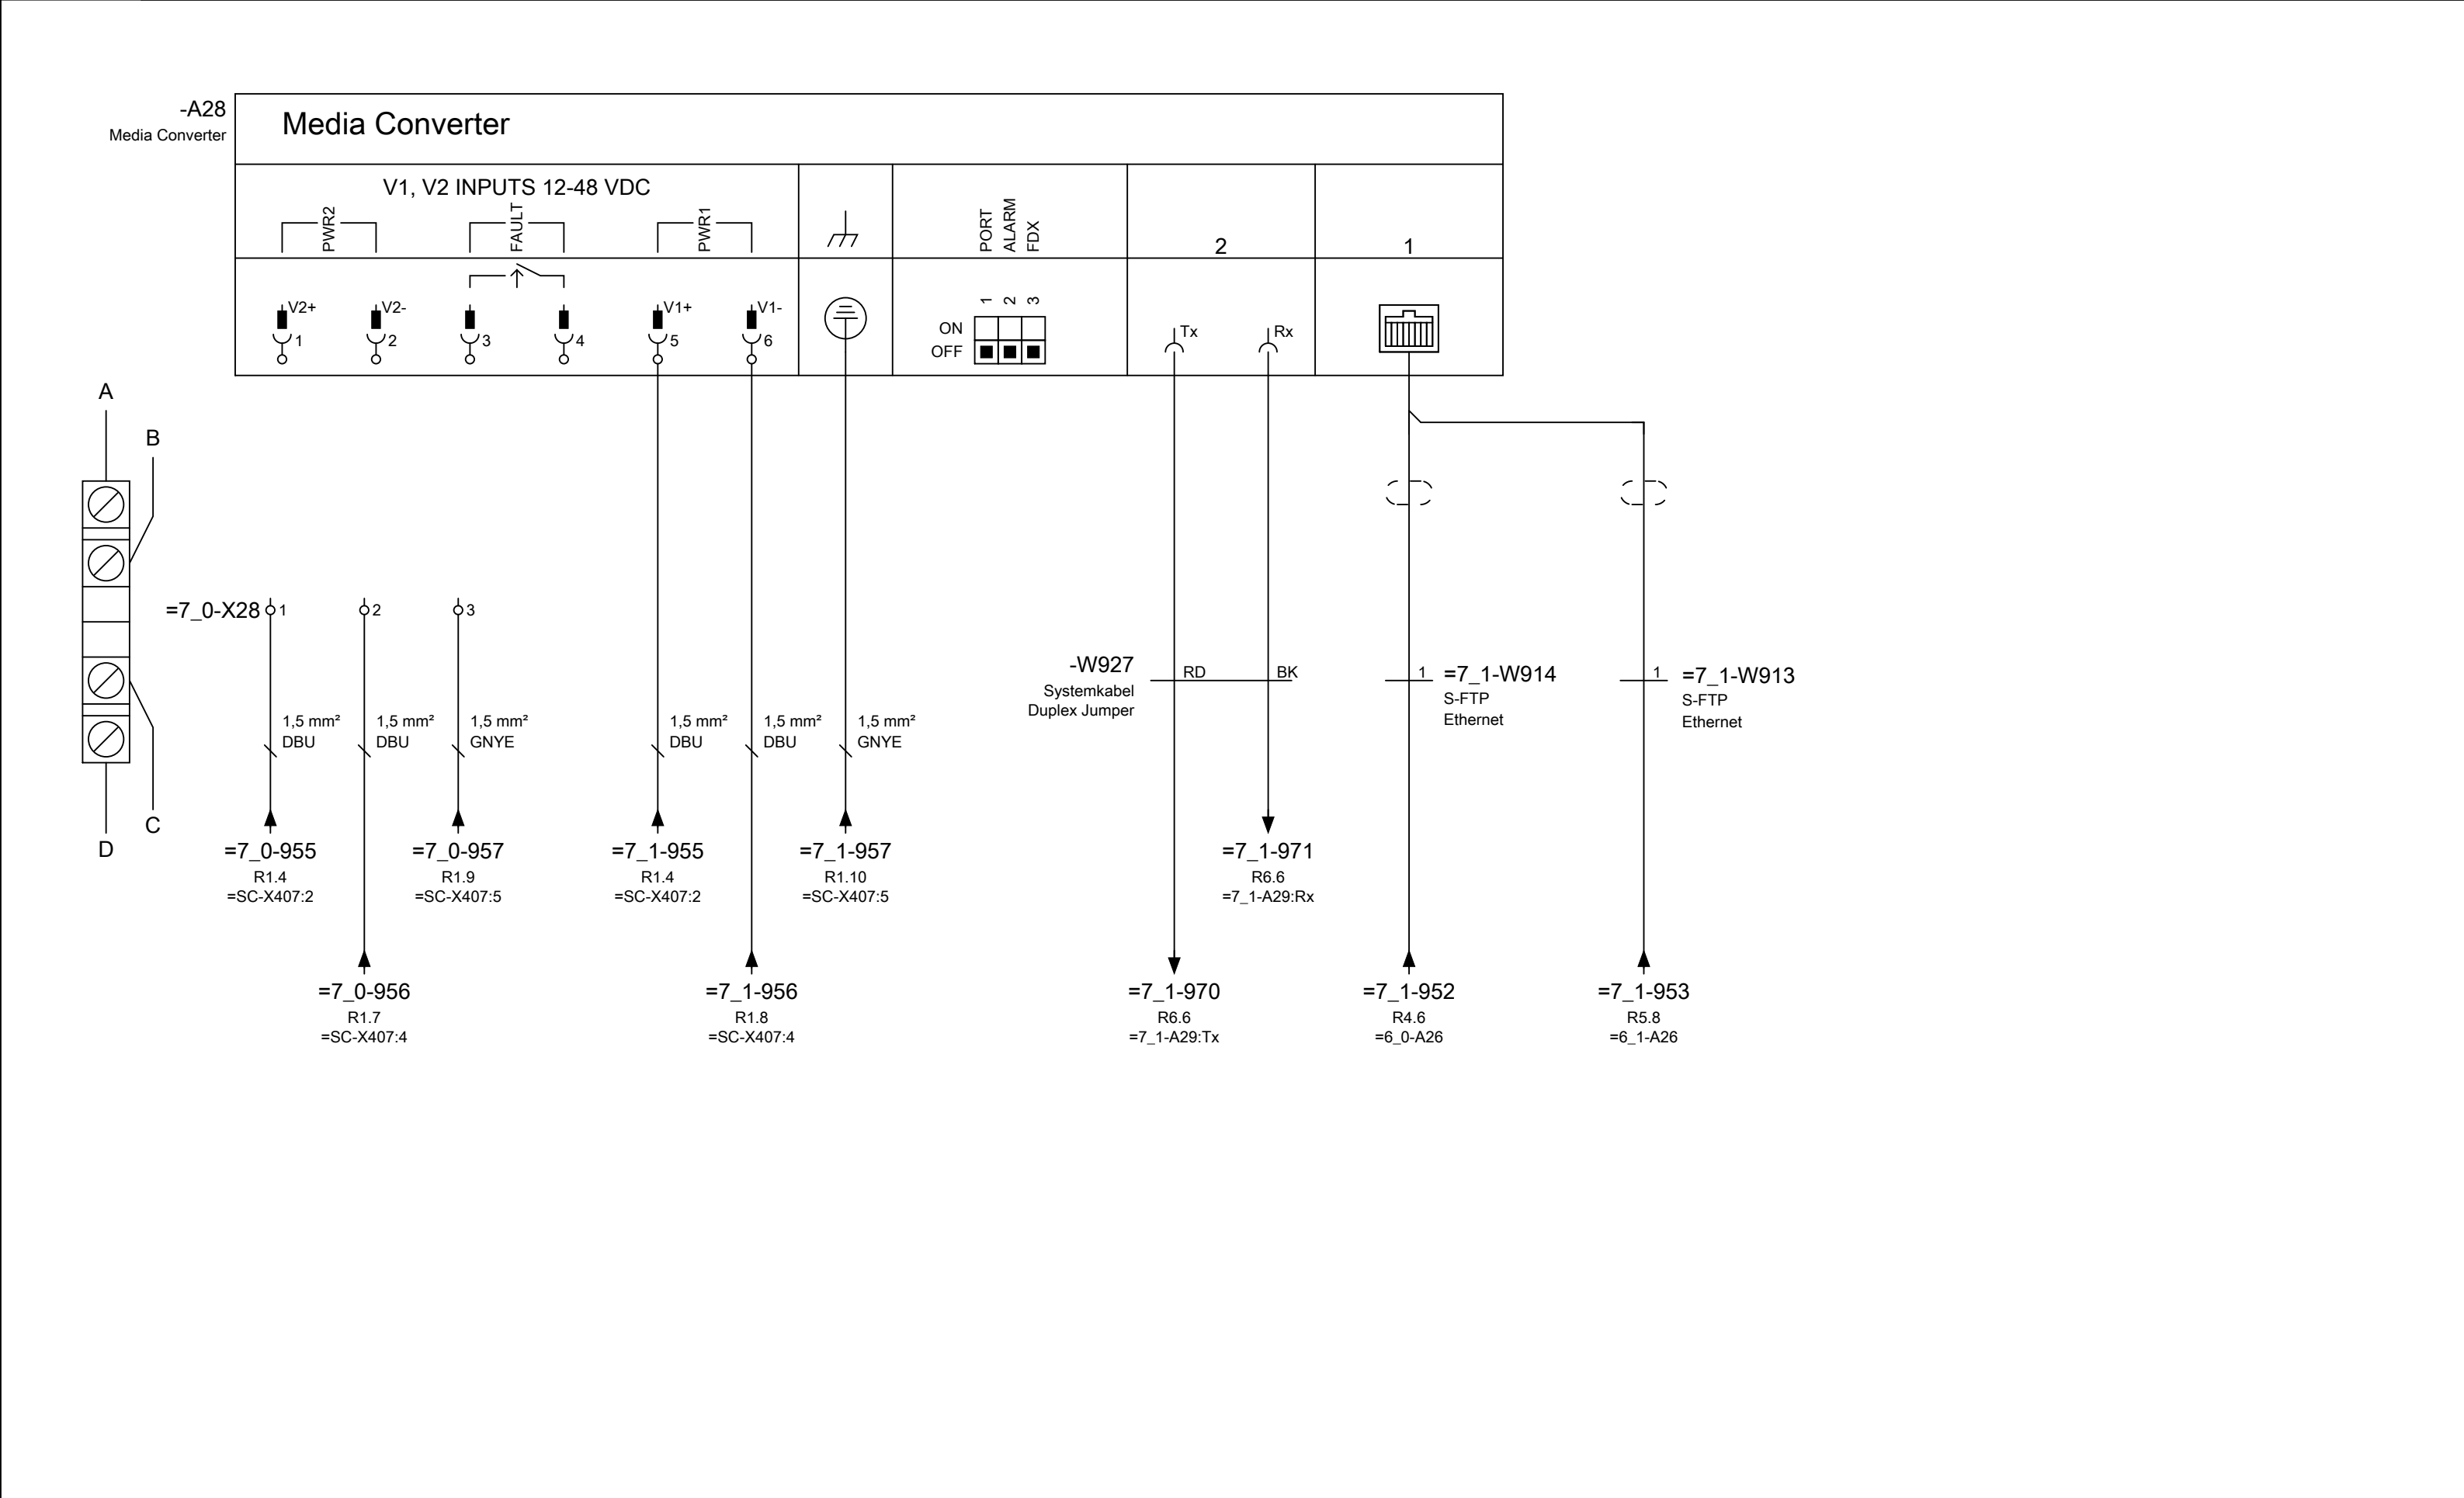 -A28
Media Converter
Media Converter
V1, V2 INPUTS 12-48 VDC
PWR2
FAULT
PWR1
PORT
ALARM
FDX
2
1
V2+
V2-
V1+
V1-
1
2
3
4
5
6
1
2
3
ON
OFF
Tx
Rx
A
B
C
D
=7_0-X28
1
2
3
-W927
Systemkabel
Duplex Jumper
RD
BK
1
=7_1-W914
S-FTP
Ethernet
1
=7_1-W913
S-FTP
Ethernet
1,5 mm²
DBU
1,5 mm²
DBU
1,5 mm²
GNYE
1,5 mm²
DBU
1,5 mm²
DBU
1,5 mm²
GNYE
=7_0-955
R1.4
=SC-X407:2
=7_0-957
R1.9
=SC-X407:5
=7_1-955
R1.4
=SC-X407:2
=7_1-957
R1.10
=SC-X407:5
=7_1-971
R6.6
=7_1-A29:Rx
=7_0-956
R1.7
=SC-X407:4
=7_1-956
R1.8
=SC-X407:4
=7_1-970
R6.6
=7_1-A29:Tx
=7_1-952
R4.6
=6_0-A26
=7_1-953
R5.8
=6_1-A26